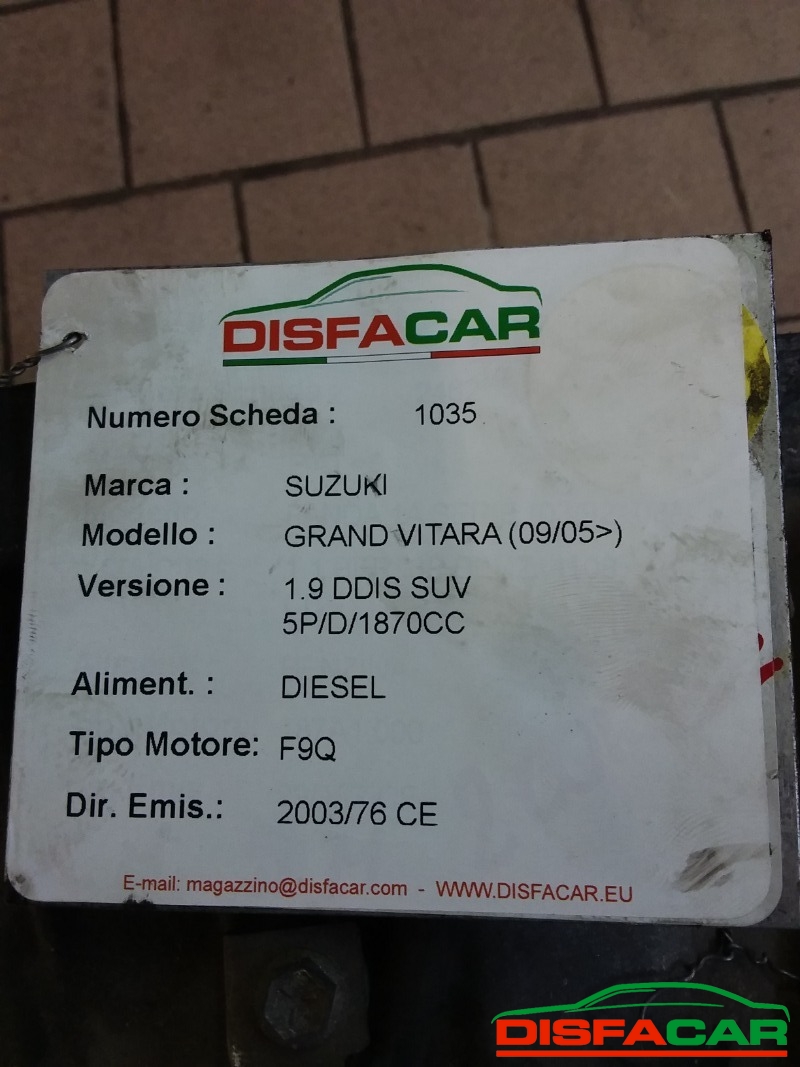 DISFACAR
Numero Scheda : 1035
Marca : SUZUKI
Modello : GRAND VITARA (09/05>)
Versione : 1.9 DDIS SUV
5P/D/1870CC
Aliment. : DIESEL
Tipo Motore: F9Q
Dir. Emis.: 2003/76 CE
E-mail: magazzino@disfacar.com - WWW.DISFACAR.EU
DISFACAR